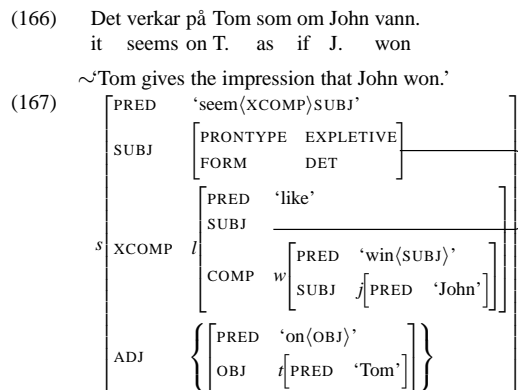 (166) Det verkar på Tom som om John vann.
it seems on T. as if J. won
∼‘Tom gives the impression that John won.’
(167) PRED ‘seem⟨XCOMP⟩SUBJ’
SUBJ PRONTYPE EXPLETIVE
FORM DET
PRED ‘like’
SUBJ
s XCOMP l
COMP w PRED ‘win⟨SUBJ⟩’
SUBJ j PRED ‘John’
ADJ PRED ‘on⟨OBJ⟩’
OBJ t PRED ‘Tom’